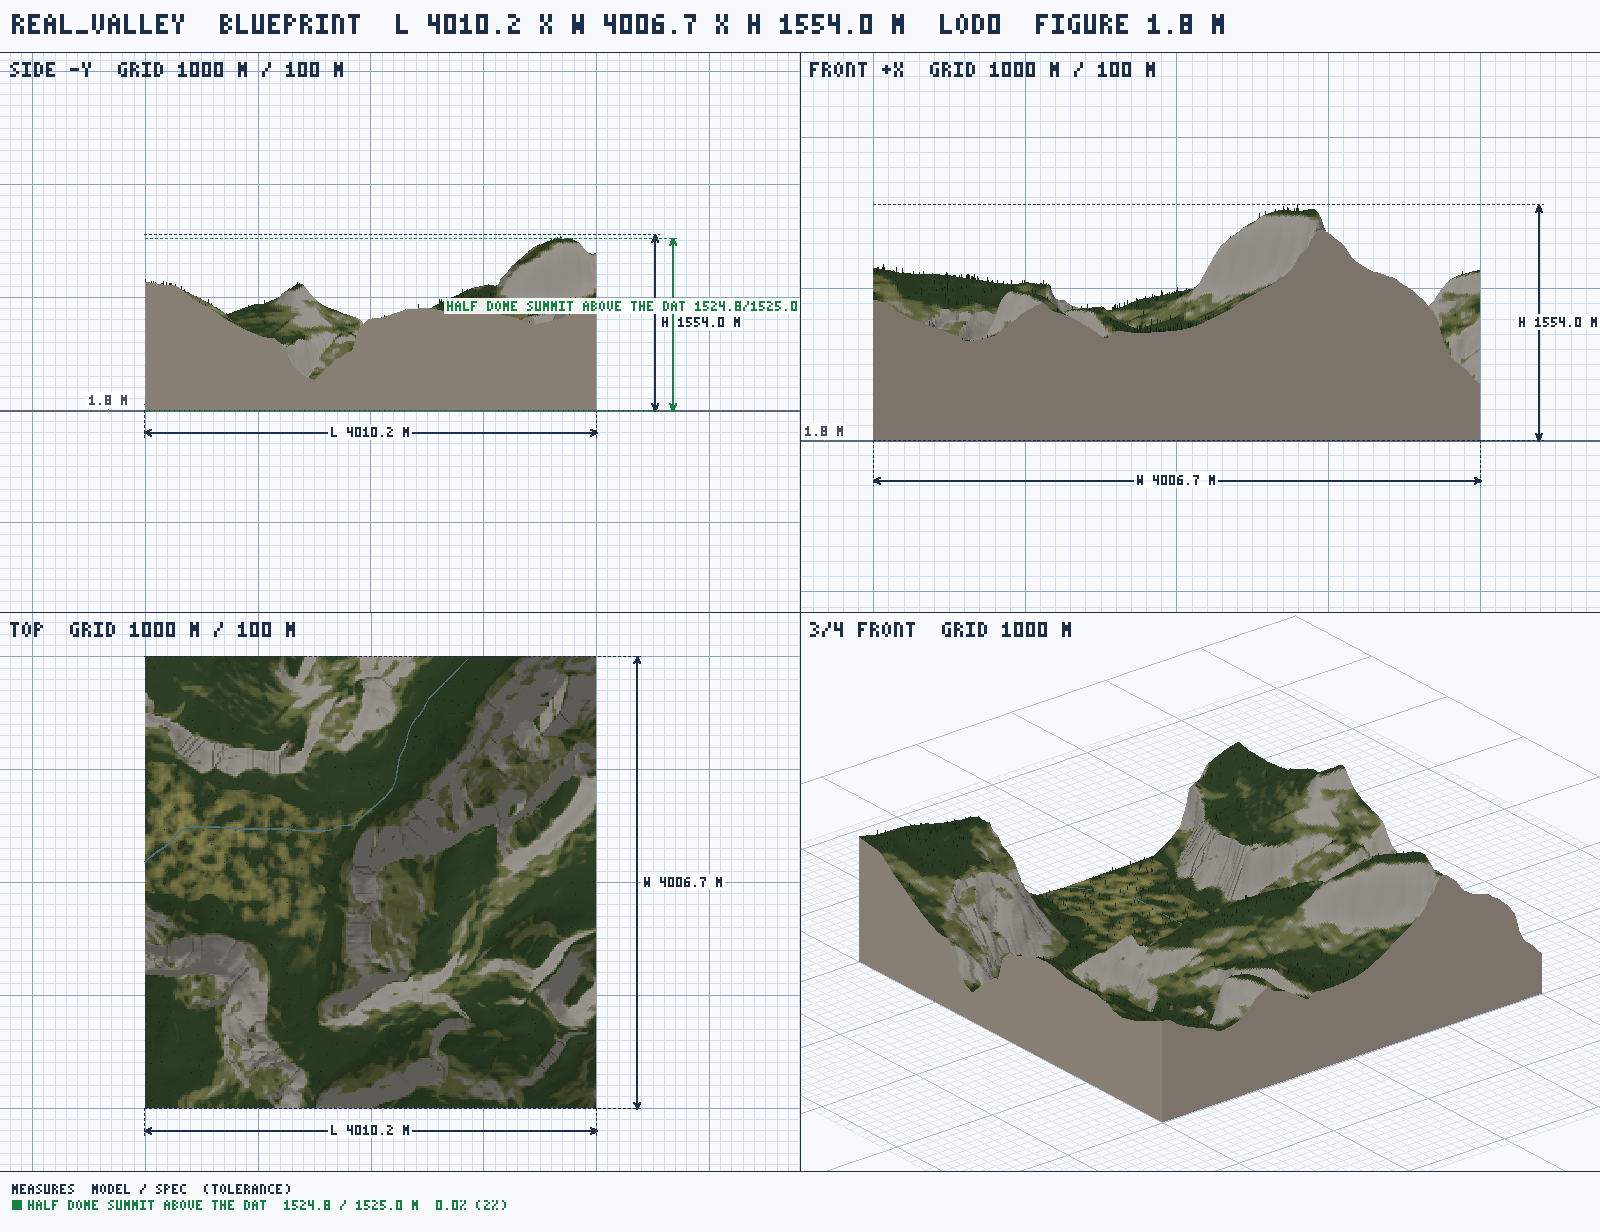 REAL_VALLEY BLUEPRINT L 4010.2 X W 4006.7 X H 1554.0 M LOD0 FIGURE 1.8 M
SIDE -Y GRID 1000 M / 100 M
HALF DOME SUMMIT ABOVE THE DAT 1524.8/1525.0
H 1554.0 M
1.8 M
L 4010.2 M
FRONT +X GRID 1000 M / 100 M
H 1554.0 M
1.8 M
W 4006.7 M
TOP GRID 1000 M / 100 M
W 4006.7 M
L 4010.2 M
3/4 FRONT GRID 1000 M
MEASURES MODEL / SPEC (TOLERANCE)
HALF DOME SUMMIT ABOVE THE DAT 1524.8 / 1525.0 M 0.0% (2%)